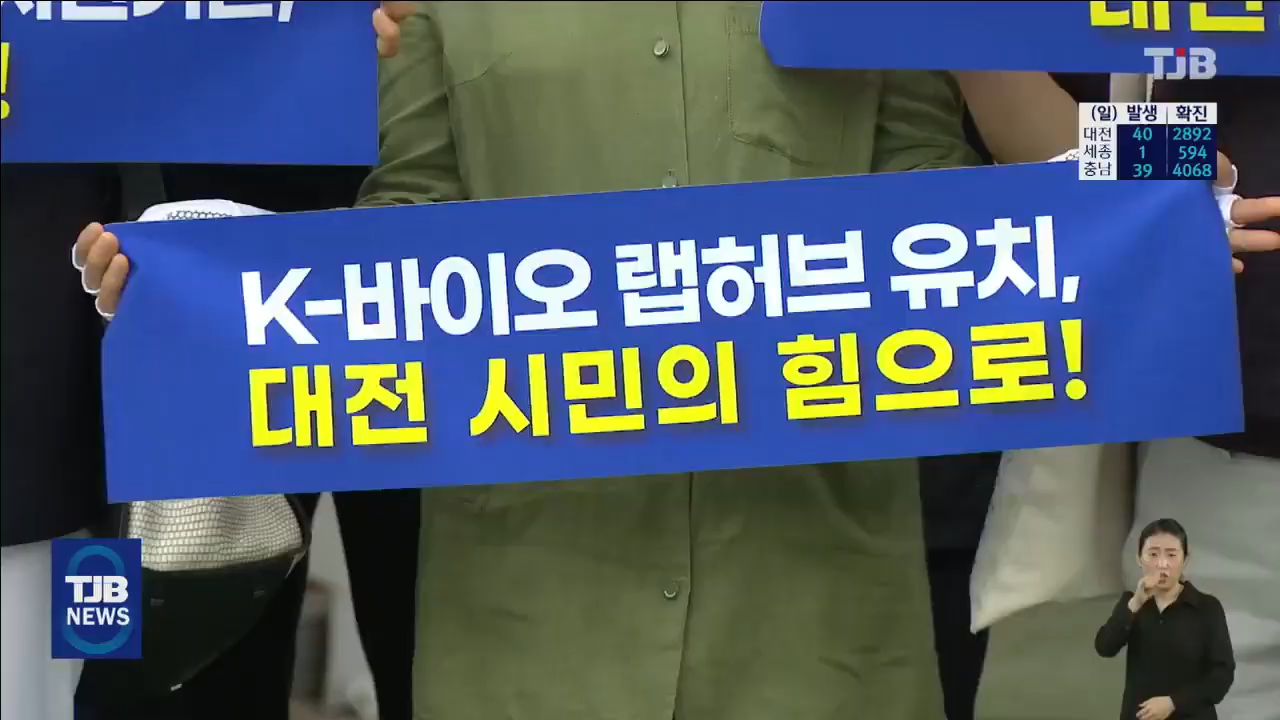 대전
!
TJB
(일) 발생 확진
대전 40 2892
세종 1 594
충남 39 4068
K-바이오 랩허브 유치,
대전 시민의 힘으로!
8
TJB
NEWS